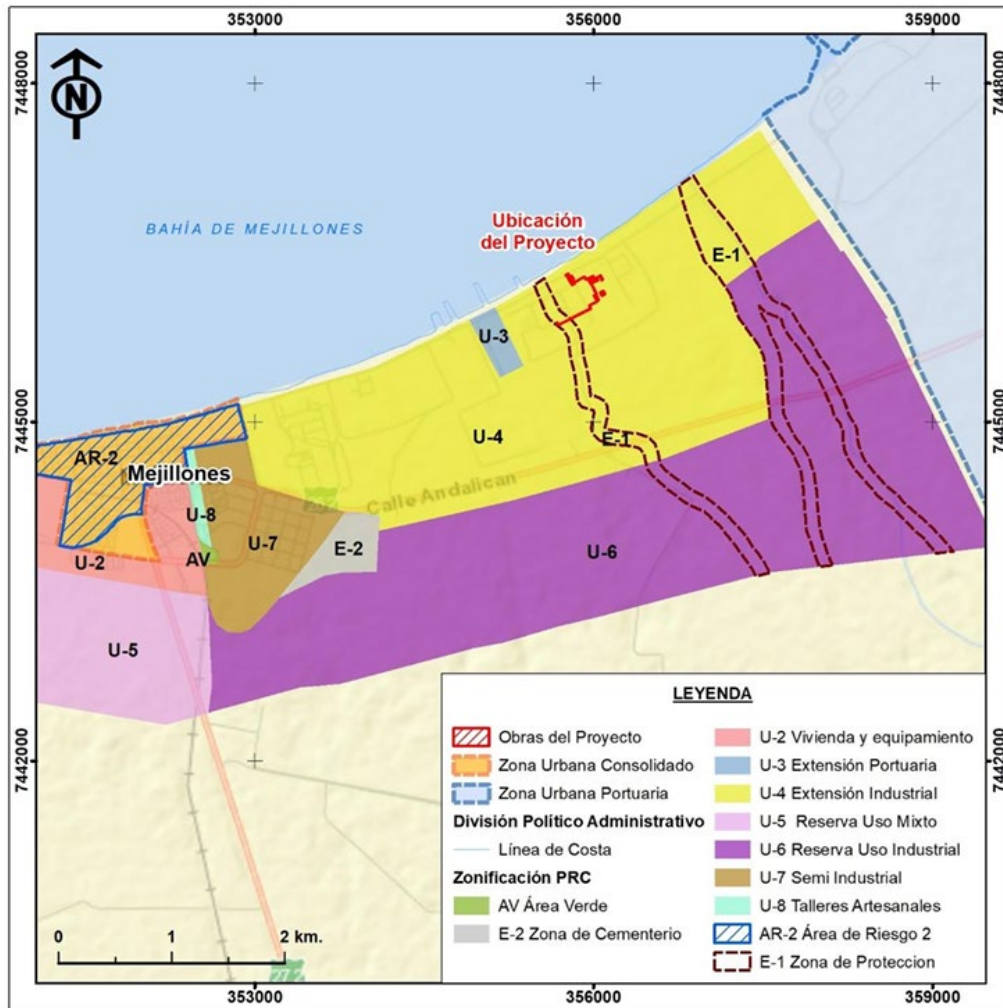 353000
356000
359000
7448000
7448000
N
BAHÍA DE MEJILLONES
Ubicación
del Proyecto
E-1
U-3
7445000
7445000
U-4
E-1
AR-2
Mejillones
Calle Andalican
U-8
U-7
E-2
U-2
AV
U-6
U-5
LEYENDA
Obras del Proyecto
Zona Urbana Consolidado
Zona Urbana Portuaria
División Político Administrativo
Línea de Costa
Zonificación PRC
AV Área Verde
E-2 Zona de Cementerio
U-2 Vivienda y equipamiento
U-3 Extensión Portuaria
U-4 Extensión Industrial
U-5 Reserva Uso Mixto
U-6 Reserva Uso Industrial
U-7 Semi Industrial
U-8 Talleres Artesanales
AR-2 Área de Riesgo 2
E-1 Zona de Proteccion
7442000
7442000
0 1 2 km.
353000
356000
359000